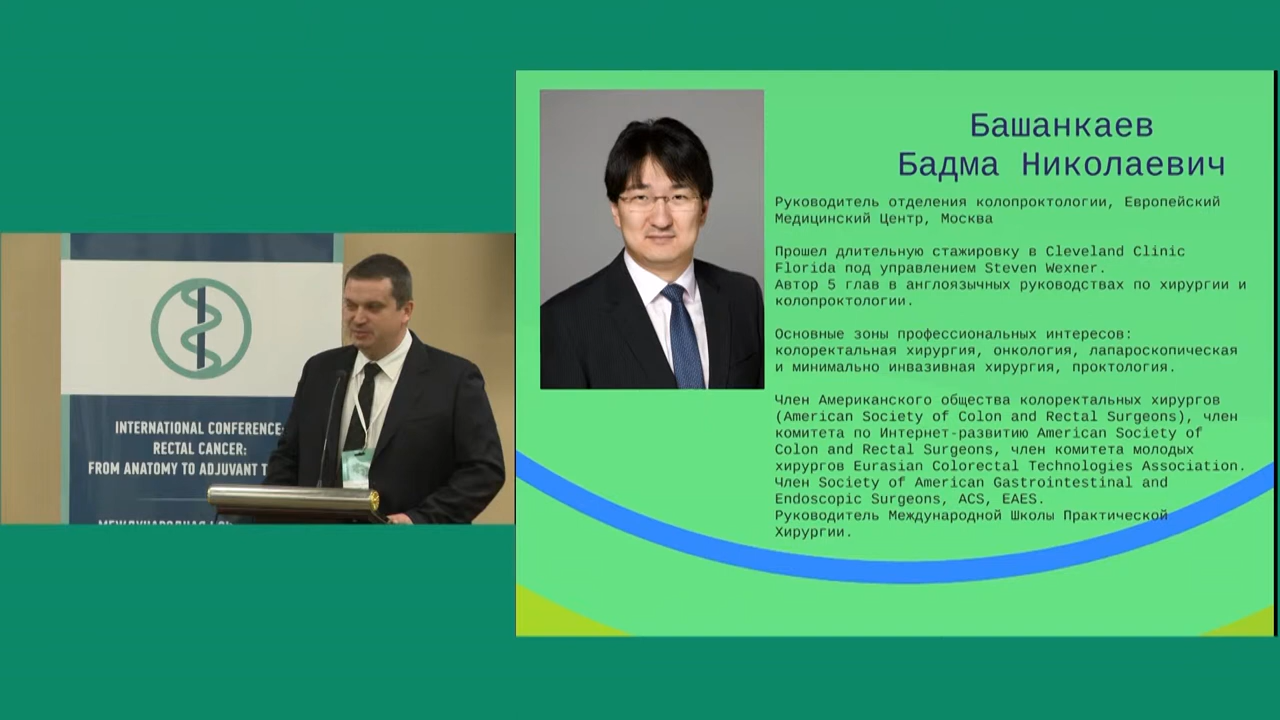 INTERNATIONAL CONFERENCE:
RECTAL CANCER:
FROM ANATOMY TO ADJUVANT
Башанкаев
Бадма Николаевич
Руководитель отделения колопроктологии, Европейский
Медицинский Центр, Москва
Прошел длительную стажировку в Cleveland Clinic
Florida под управлением Steven Wexner.
Автор 5 глав в англоязычных руководствах по хирургии и
колопроктологии.
Основные зоны профессиональных интересов:
колоректальная хирургия, онкология, лапароскопическая
и минимально инвазивная хирургия, проктология.
Член Американского общества колоректальных хирургов
(American Society of Colon and Rectal Surgeons), член
комитета по Интернет-развитию American Society of
Colon and Rectal Surgeons, член комитета молодых
хирургов Eurasian Colorectal Technologies Association.
Член Society of American Gastrointestinal and
Endoscopic Surgeons, ACS, EAES.
Руководитель Международной Школы Практической
Хирургии.